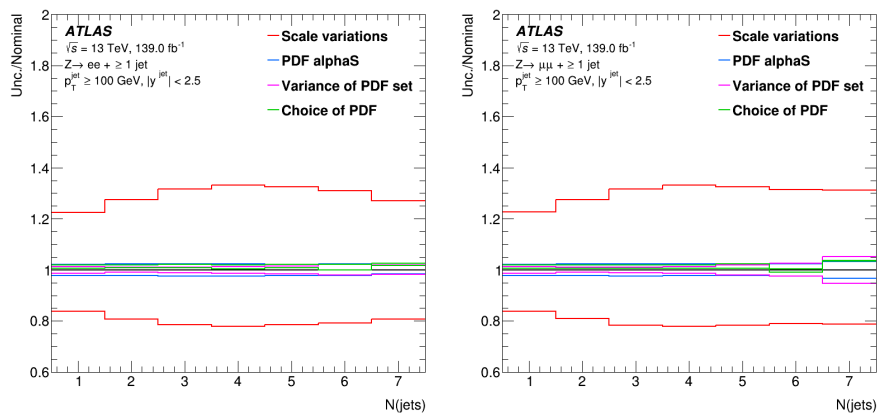 Unc./Nominal
2
1.8
1.6
1.4
1.2
1
0.8
0.6
ATLAS
√s = 13 TeV, 139.0 fb⁻¹
Z→ ee + ≥ 1 jet
p_T^jet ≥ 100 GeV, |y^jet| < 2.5
Scale variations
PDF alphaS
Variance of PDF set
Choice of PDF
1 2 3 4 5 6 7
N(jets)
Unc./Nominal
2
1.8
1.6
1.4
1.2
1
0.8
0.6
ATLAS
√s = 13 TeV, 139.0 fb⁻¹
Z→ μμ + ≥ 1 jet
p_T^jet ≥ 100 GeV, |y^jet| < 2.5
Scale variations
PDF alphaS
Variance of PDF set
Choice of PDF
1 2 3 4 5 6 7
N(jets)